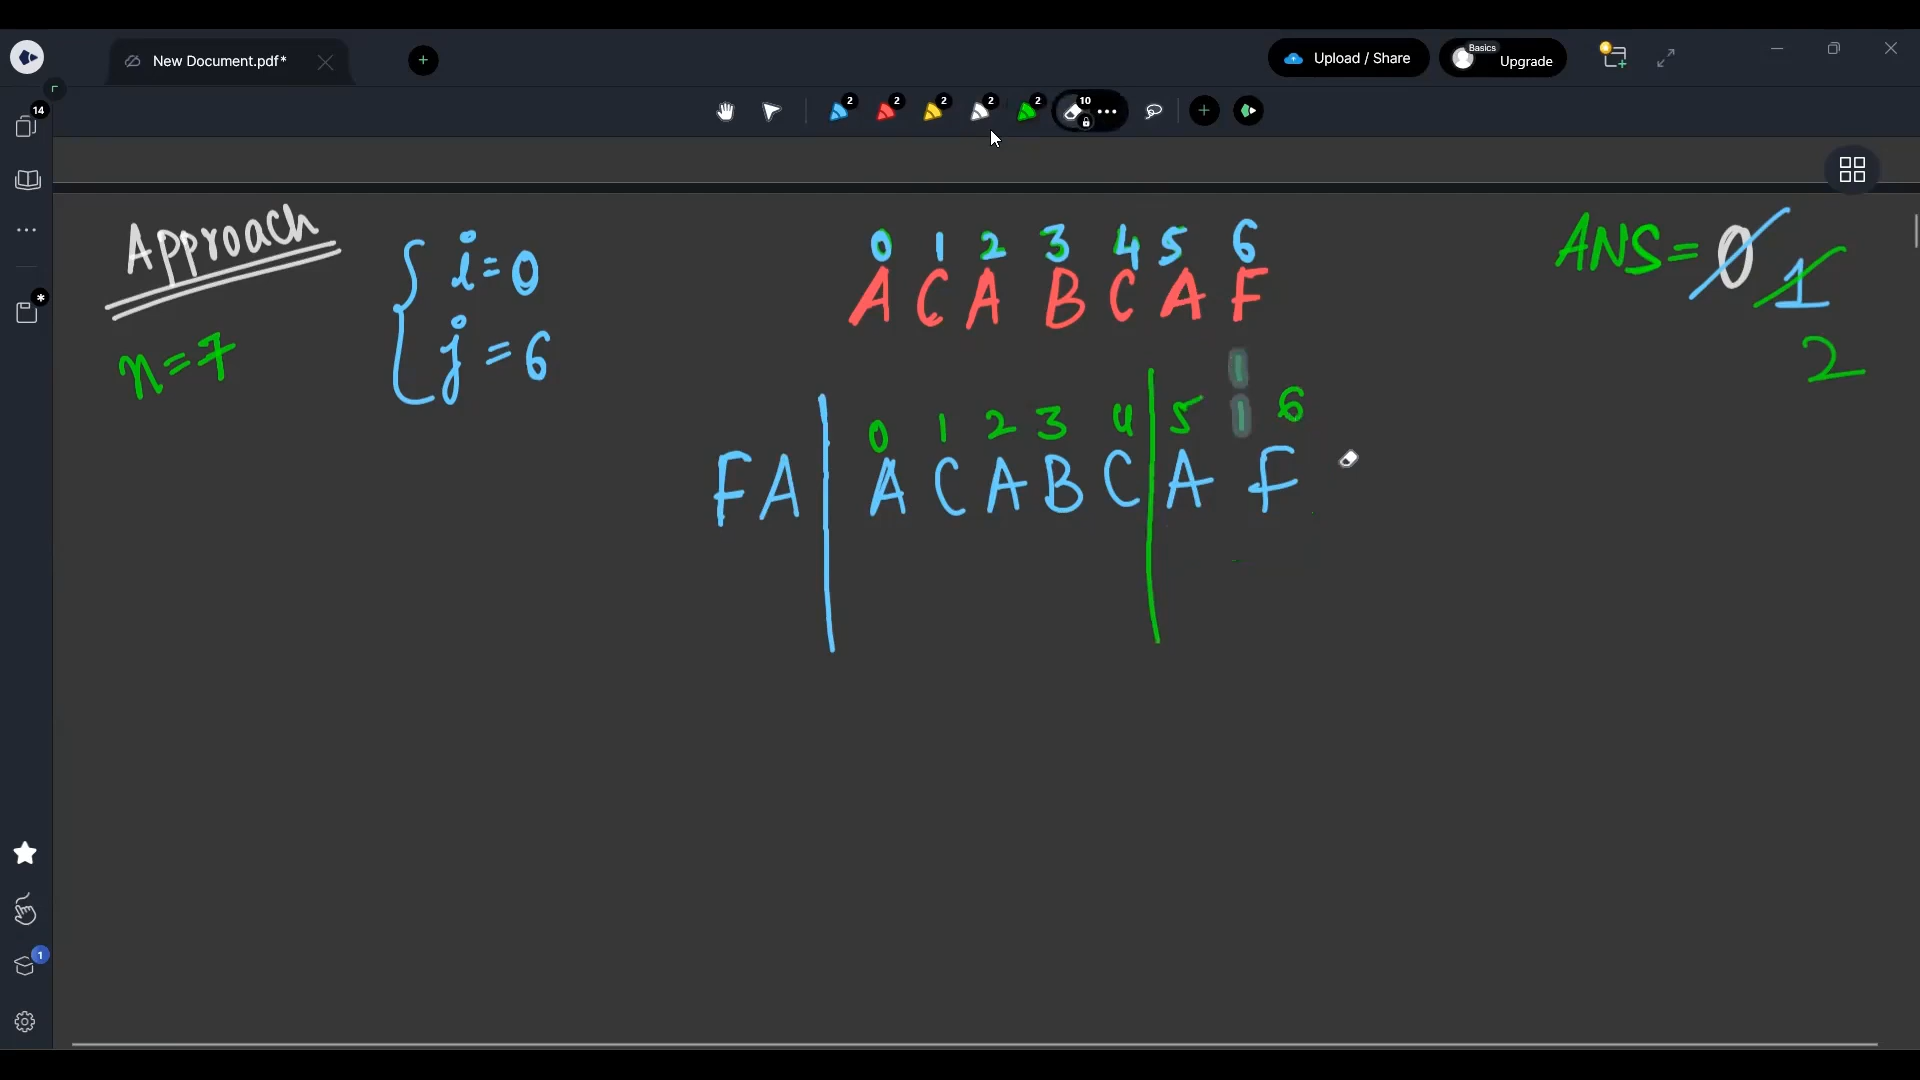 New Document.pdf*
Upload / Share
Basics
Upgrade
14
2 2 2 2 2 10
Approach
i=0
0 1 2 3 4 5 6
ANS= 0 1
A C A B C A F
n=7
j=6
2
0 1 2 3 4 5 6
FA A C A B C A F
1